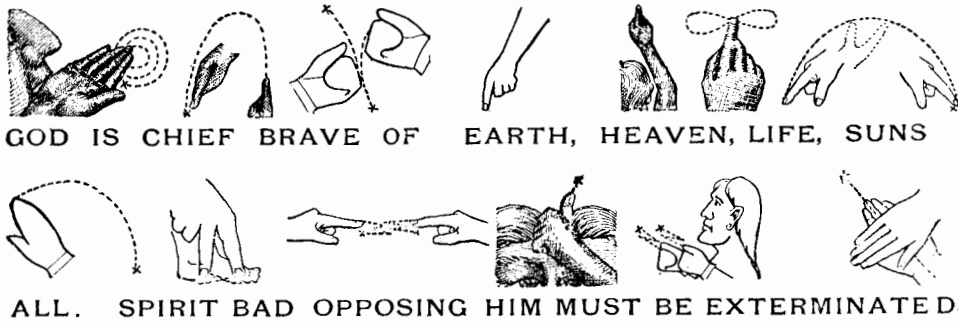 GOD IS CHIEF BRAVE OF EARTH, HEAVEN, LIFE, SUNS
ALL. SPIRIT BAD OPPOSING HIM MUST BE EXTERMINATED.